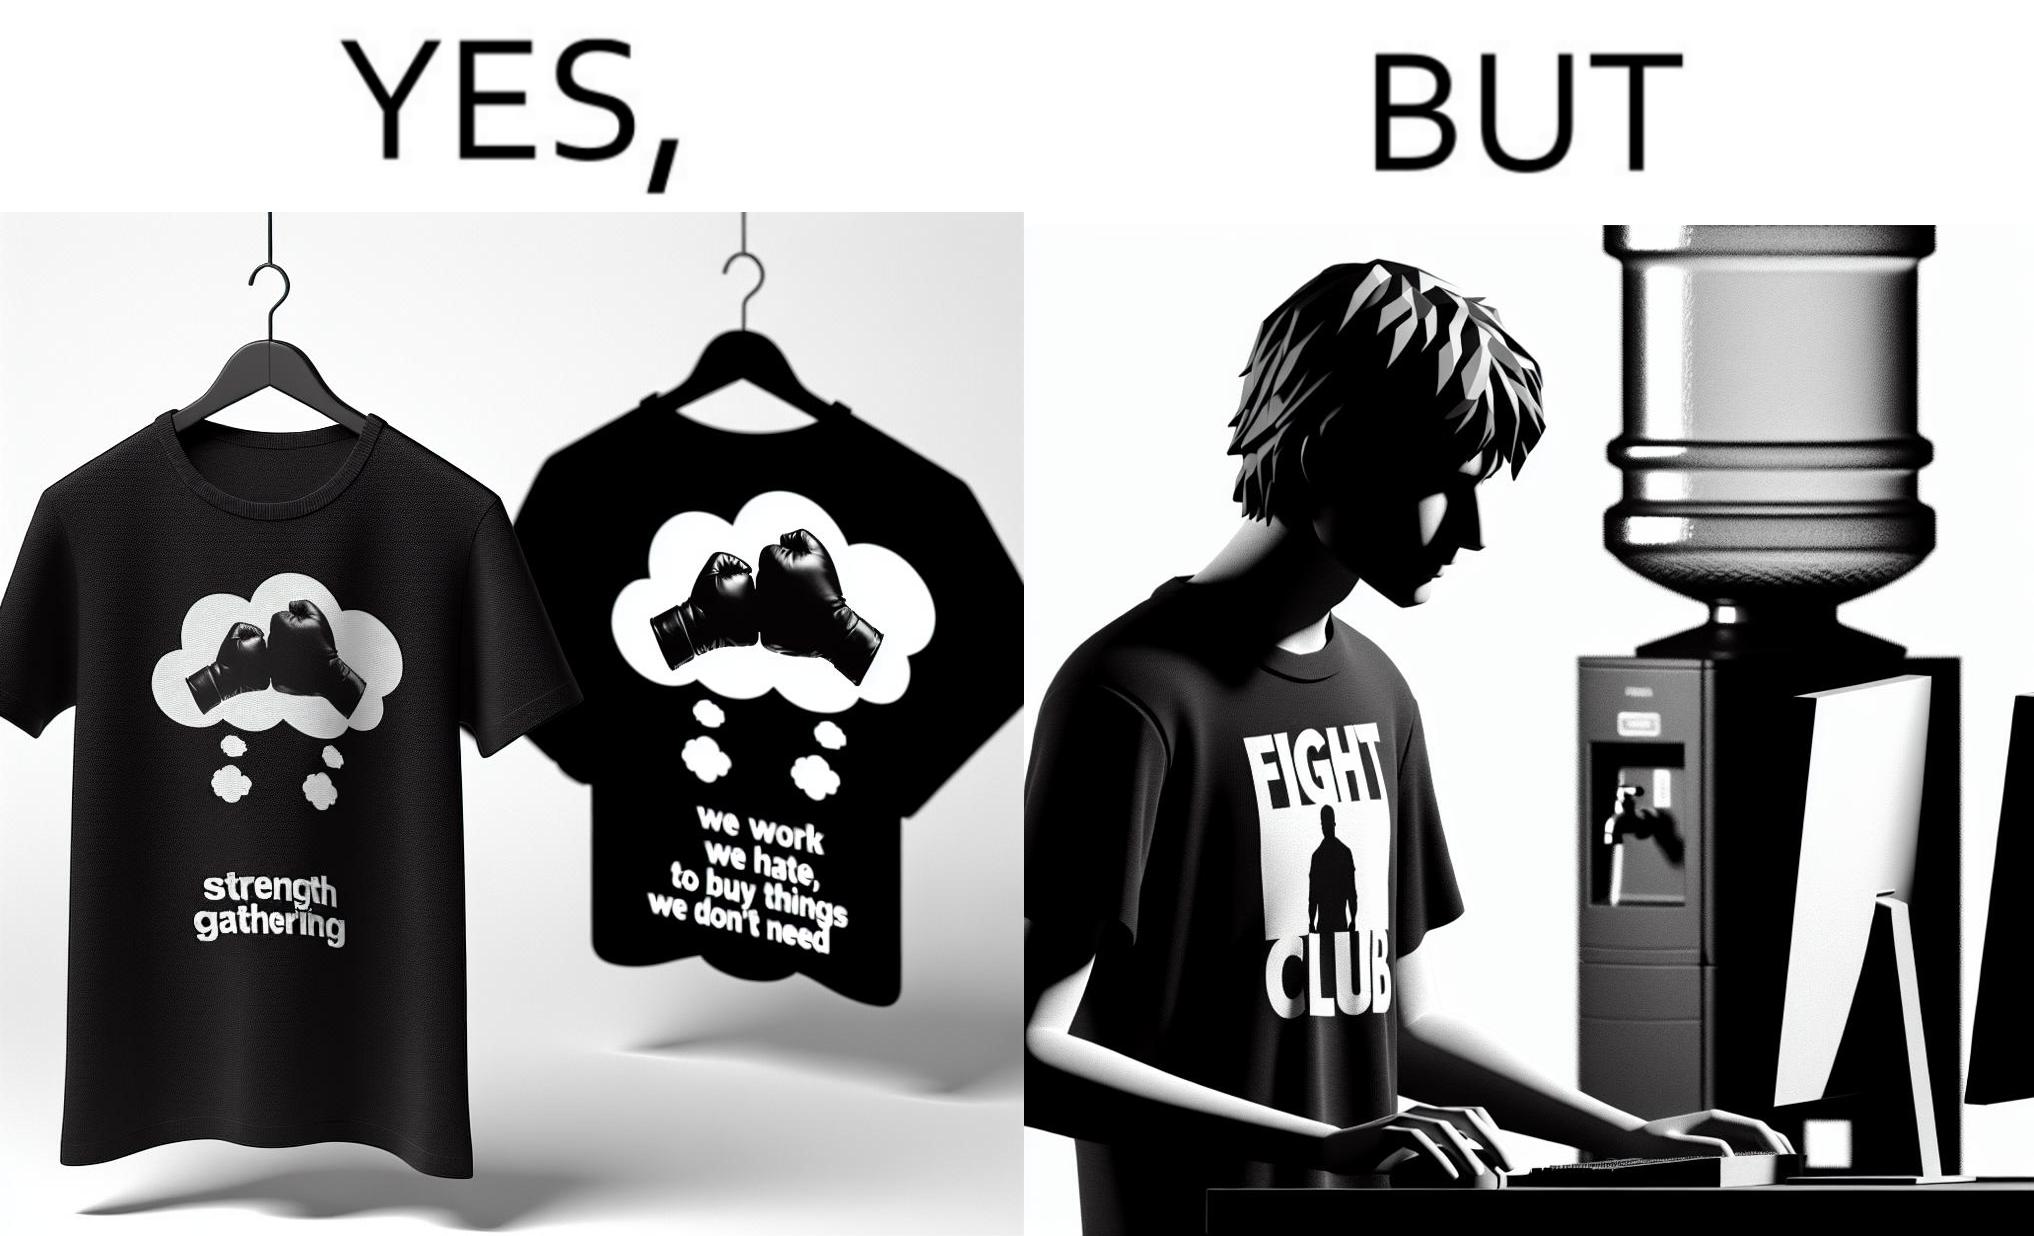 YES,
BUT
strength
gathering
we work
we hate,
to buy things
we don't need
FIGHT
CLUB